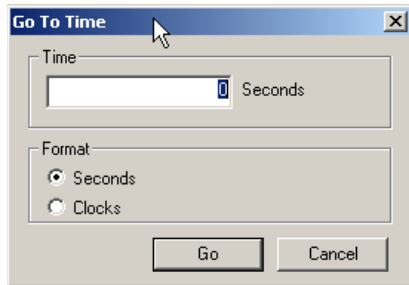 Go To Time
Time
0 Seconds
Format
Seconds
Clocks
Go Cancel